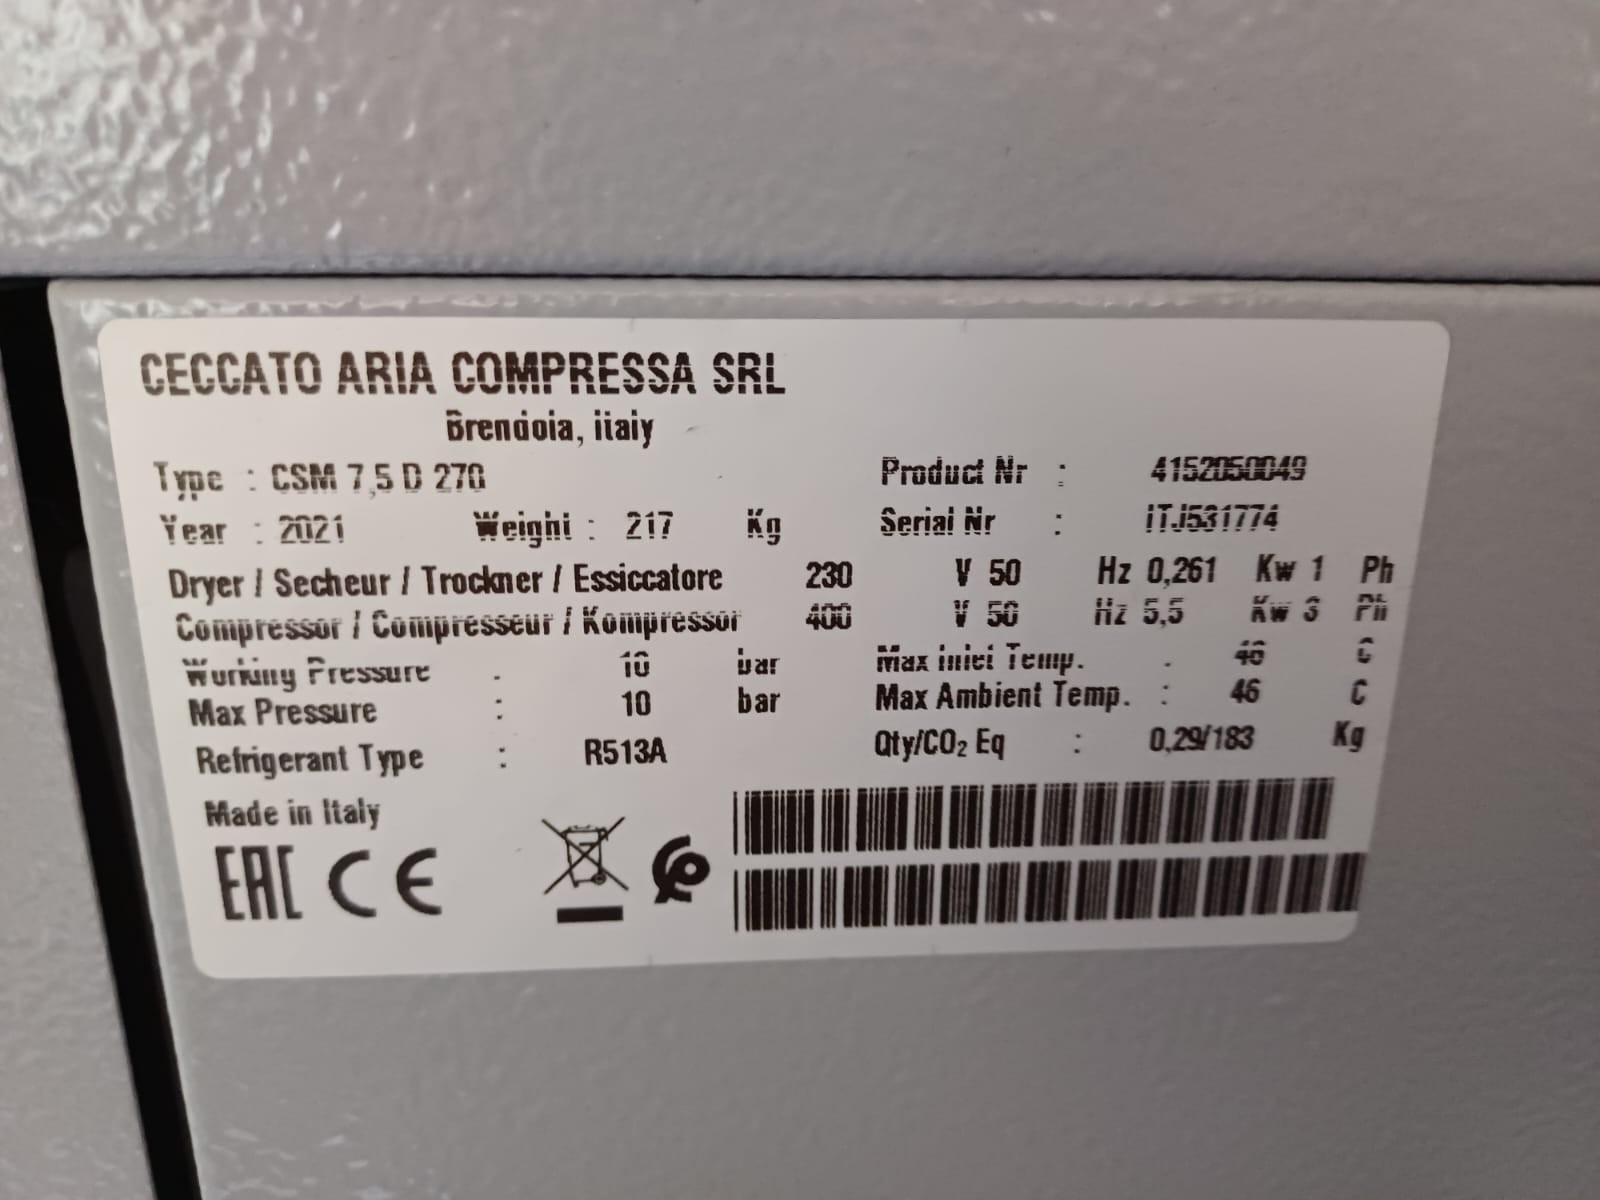 CECCATO ARIA COMPRESSA SRL
Brendola, Italy
Type : CSM 7,5 D 270
Product Nr : 4152050049
Year : 2021 Weight : 217 Kg
Serial Nr : ITJ531774
Dryer / Secheur / Trockner / Essiccatore 230 V 50 Hz 0,261 Kw 1 Ph
Compressor / Compresseur / Kompressor 400 V 50 Hz 5,5 Kw 3 Ph
Working Pressure : 10 bar
Max Inlet Temp. : 46 C
Max Pressure : 10 bar
Max Ambient Temp. : 46 C
Refrigerant Type : R513A
Qty/CO₂ Eq : 0,29/183 Kg
Made in Italy
EAC CE